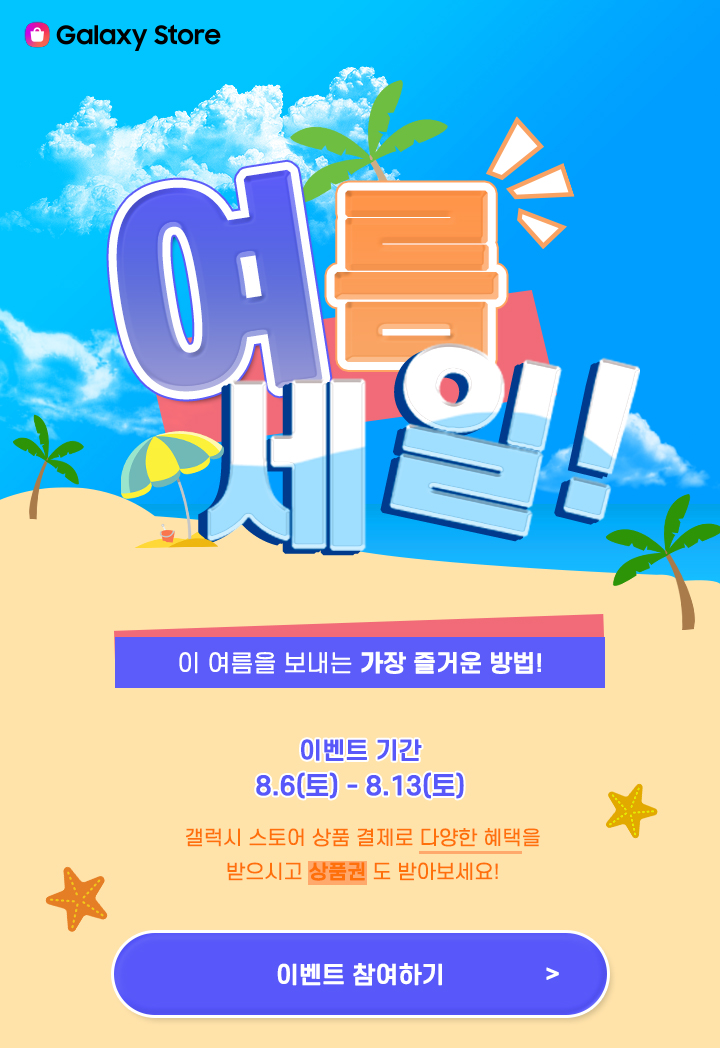 Galaxy Store
여름
세일!
이 여름을 보내는 가장 즐거운 방법!
이벤트 기간
8.6(토) - 8.13(토)
갤럭시 스토어 상품 결제로 다양한 혜택을
받으시고 상품권 도 받아보세요!
이벤트 참여하기 >